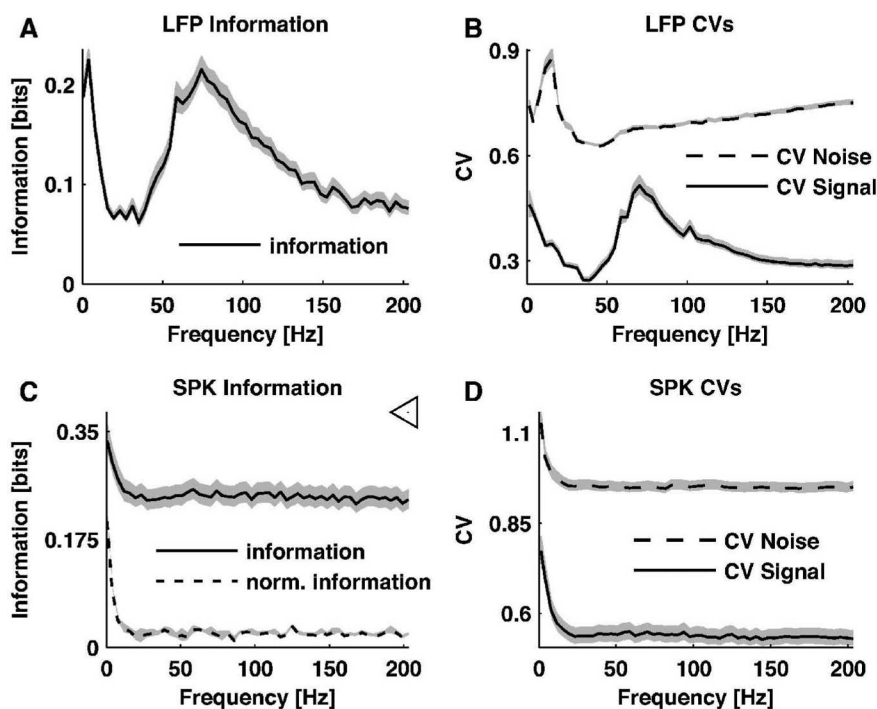 A
LFP Information
Information [bits]
0.2
0.1
0
information
0
50
100
150
200
Frequency [Hz]
B
LFP CVs
CV
0.9
0.6
0.3
CV Noise
CV Signal
0
50
100
150
200
Frequency [Hz]
C
SPK Information
Information [bits]
0.35
0.175
0
information
norm. information
0
50
100
150
200
Frequency [Hz]
D
SPK CVs
CV
1.1
0.85
0.6
CV Noise
CV Signal
0
50
100
150
200
Frequency [Hz]